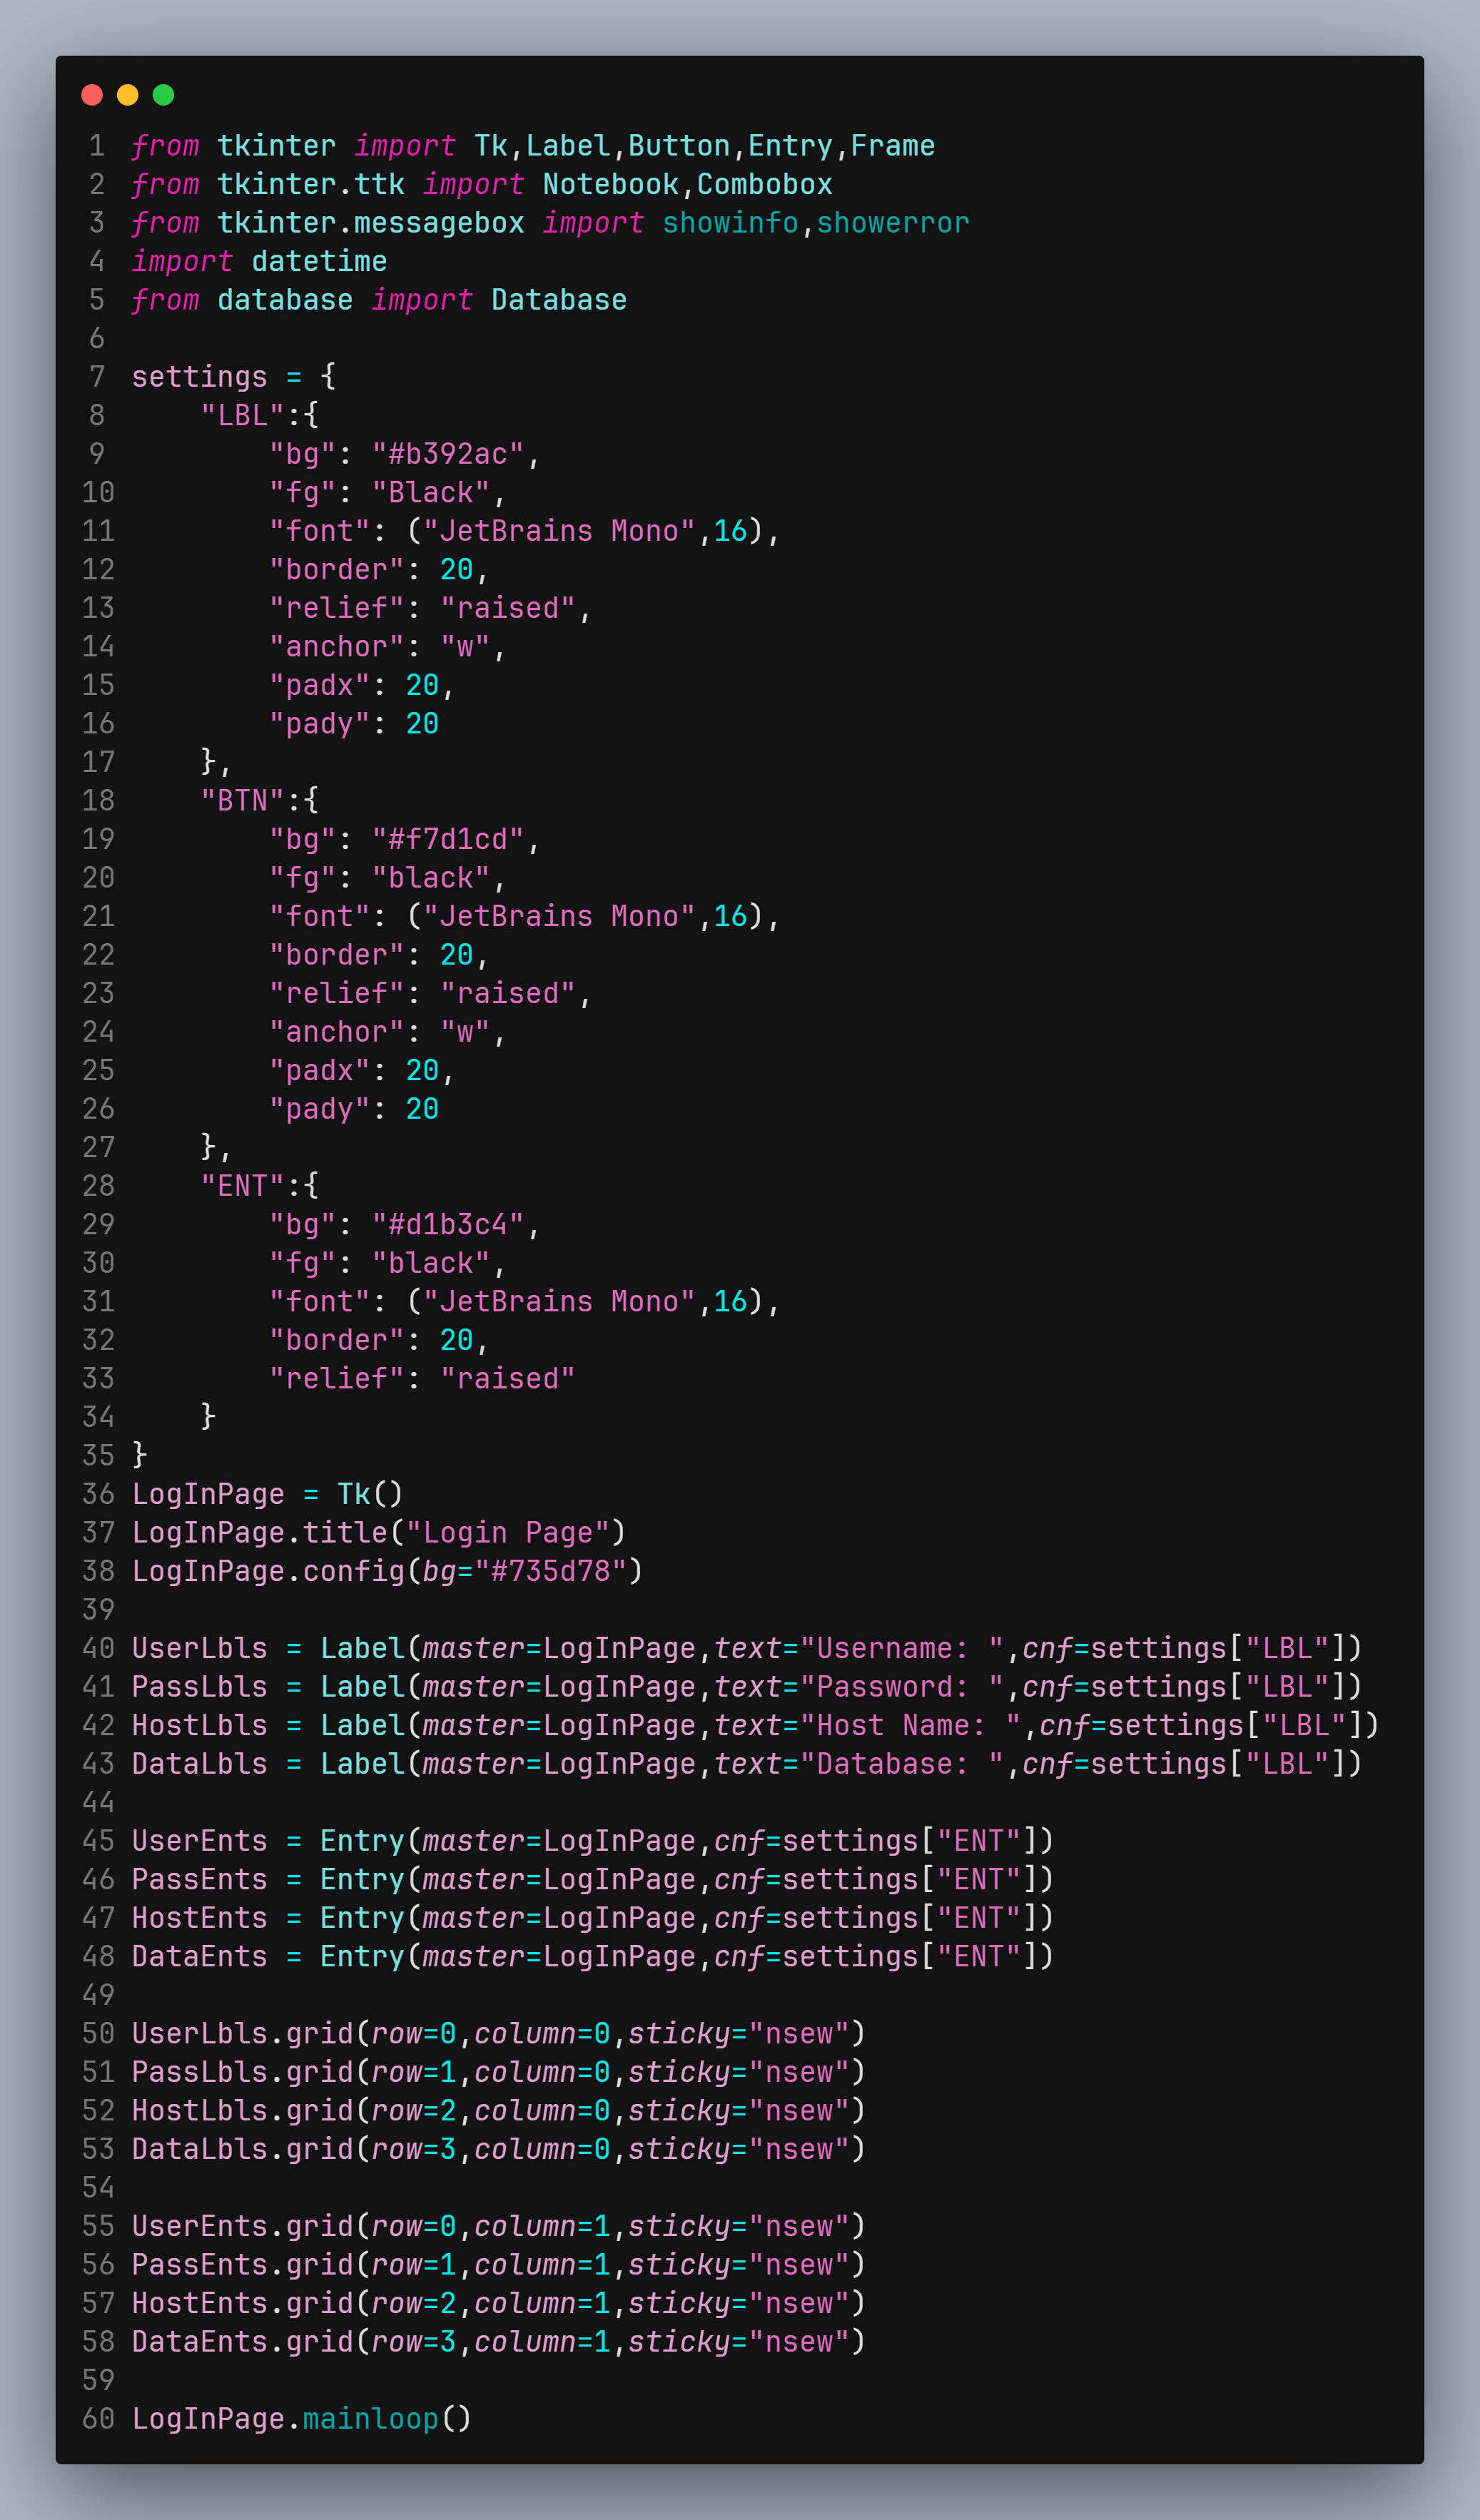 1 from tkinter import Tk,Label,Button,Entry,Frame
2 from tkinter.ttk import Notebook,Combobox
3 from tkinter.messagebox import showinfo,showerror
4 import datetime
5 from database import Database
6
7 settings = {
8     "LBL":{
9         "bg": "#b392ac",
10         "fg": "Black",
11         "font": ("JetBrains Mono",16),
12         "border": 20,
13         "relief": "raised",
14         "anchor": "w",
15         "padx": 20,
16         "pady": 20
17     },
18     "BTN":{
19         "bg": "#f7d1cd",
20         "fg": "black",
21         "font": ("JetBrains Mono",16),
22         "border": 20,
23         "relief": "raised",
24         "anchor": "w",
25         "padx": 20,
26         "pady": 20
27     },
28     "ENT":{
29         "bg": "#d1b3c4",
30         "fg": "black",
31         "font": ("JetBrains Mono",16),
32         "border": 20,
33         "relief": "raised"
34     }
35 }
36 LogInPage = Tk()
37 LogInPage.title("Login Page")
38 LogInPage.config(bg="#735d78")
39
40 UserLbls = Label(master=LogInPage,text="Username: ",cnf=settings["LBL"])
41 PassLbls = Label(master=LogInPage,text="Password: ",cnf=settings["LBL"])
42 HostLbls = Label(master=LogInPage,text="Host Name: ",cnf=settings["LBL"])
43 DataLbls = Label(master=LogInPage,text="Database: ",cnf=settings["LBL"])
44
45 UserEnts = Entry(master=LogInPage,cnf=settings["ENT"])
46 PassEnts = Entry(master=LogInPage,cnf=settings["ENT"])
47 HostEnts = Entry(master=LogInPage,cnf=settings["ENT"])
48 DataEnts = Entry(master=LogInPage,cnf=settings["ENT"])
49
50 UserLbls.grid(row=0,column=0,sticky="nsew")
51 PassLbls.grid(row=1,column=0,sticky="nsew")
52 HostLbls.grid(row=2,column=0,sticky="nsew")
53 DataLbls.grid(row=3,column=0,sticky="nsew")
54
55 UserEnts.grid(row=0,column=1,sticky="nsew")
56 PassEnts.grid(row=1,column=1,sticky="nsew")
57 HostEnts.grid(row=2,column=1,sticky="nsew")
58 DataEnts.grid(row=3,column=1,sticky="nsew")
59
60 LogInPage.mainloop()